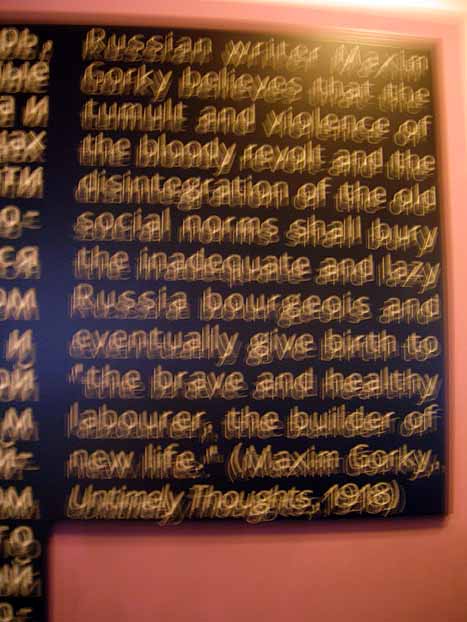 Russian writer Maxim
Gorky believes that the
tumult and violence of
the bloody revolt and the
disintegration of the old
social norms shall bury
the inadequate and lazy
Russia bourgeois and
eventually give birth to
"the brave and healthy
labourer, the builder of
new life." (Maxim Gorky,
Untimely Thoughts, 1918)